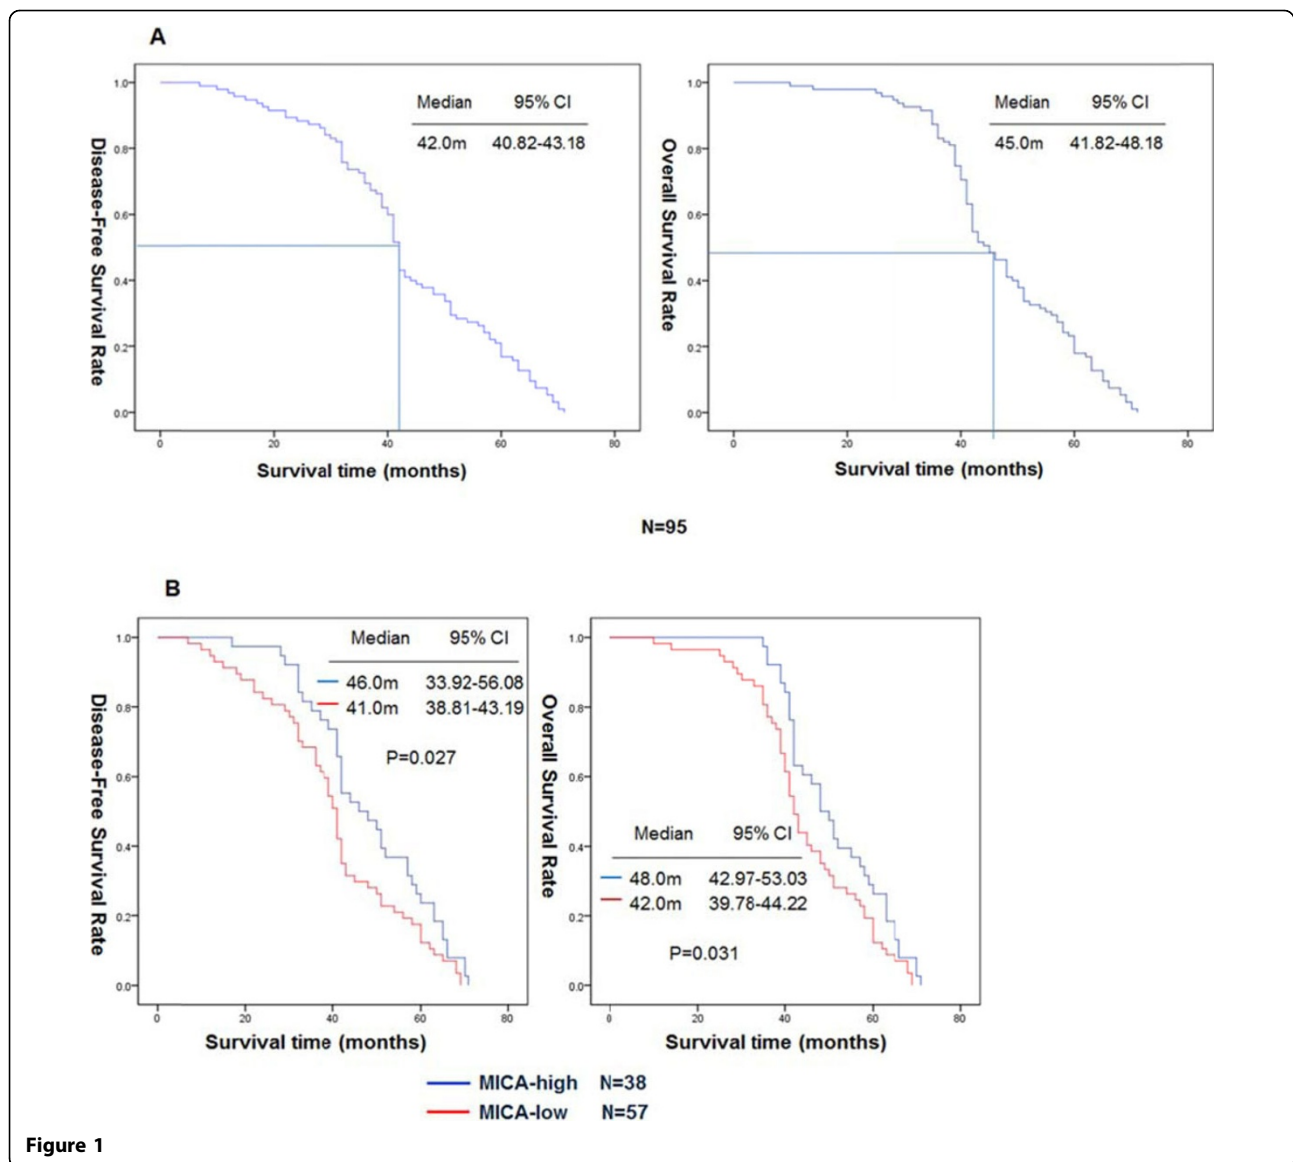 A
Disease-Free Survival Rate
1.0
0.8
0.6
0.4
0.2
0.0
Median 95% CI
42.0m 40.82-43.18
0 20 40 60 80
Survival time (months)
Overall Survival Rate
1.0
0.8
0.6
0.4
0.2
0.0
Median 95% CI
45.0m 41.82-48.18
0 20 40 60 80
Survival time (months)
N=95
B
Disease-Free Survival Rate
1.0
0.8
0.6
0.4
0.2
0.0
Median 95% CI
46.0m 33.92-56.08
41.0m 38.81-43.19
P=0.027
0 20 40 60 80
Survival time (months)
Overall Survival Rate
1.0
0.8
0.6
0.4
0.2
0.0
Median 95% CI
48.0m 42.97-53.03
42.0m 39.78-44.22
P=0.031
0 20 40 60 80
Survival time (months)
MICA-high N=38
MICA-low N=57
Figure 1